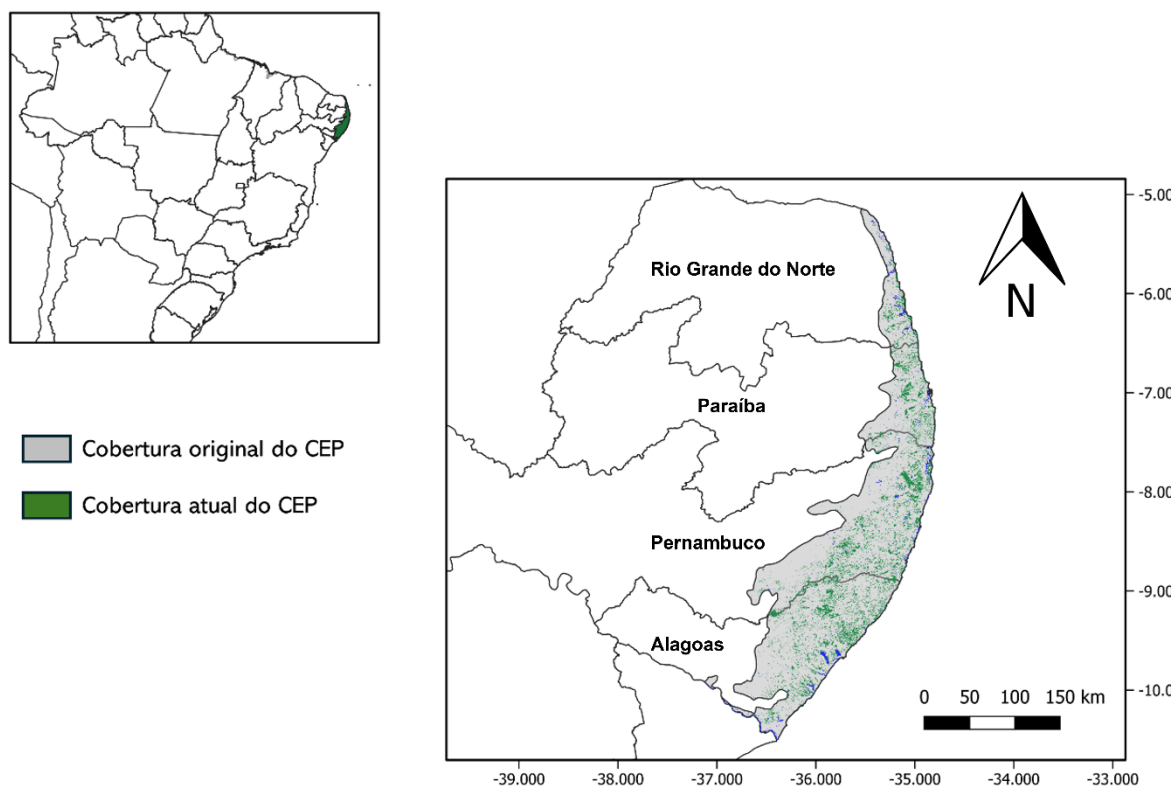 Cobertura original do CEP
Cobertura atual do CEP
Rio Grande do Norte
Paraíba
Pernambuco
Alagoas
N
0 50 100 150 km
-5.00
-6.00
-7.00
-8.00
-9.00
-10.0
-39.000 -38.000 -37.000 -36.000 -35.000 -34.000 -33.000